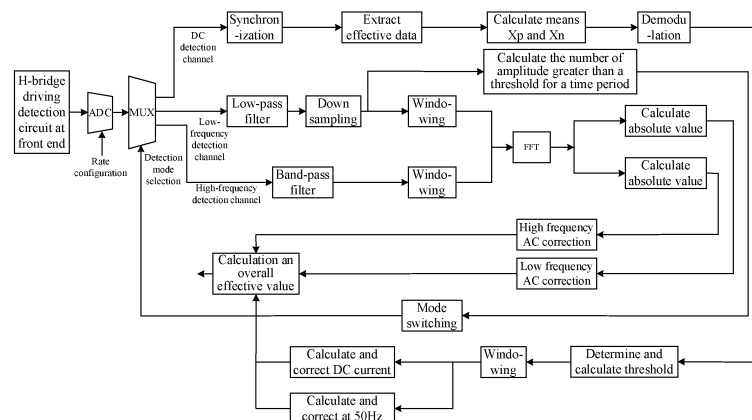 Synchron
-ization
Extract
effective data
Calculate means
Xp and Xn
Demodu
-lation
DC
detection
channel
Calculate the number of
amplitude greater than a
threshold for a time period
H-bridge
driving
detection
circuit at
front end
ADC
MUX
Low-pass
filter
Down
sampling
Windo-
wing
Calculate
absolute value
Low-
frequency
detection
channel
FFT
Rate
configuration
Detection
mode
selection
High-frequency
detection channel
Band-pass
filter
Windo-
wing
Calculate
absolute value
High frequency
AC correction
Calculation an
overall
effective value
Low frequency
AC correction
Mode
switching
Calculate and
correct DC current
Windo-
wing
Determine and
calculate threshold
Calculate and
correct at 50Hz